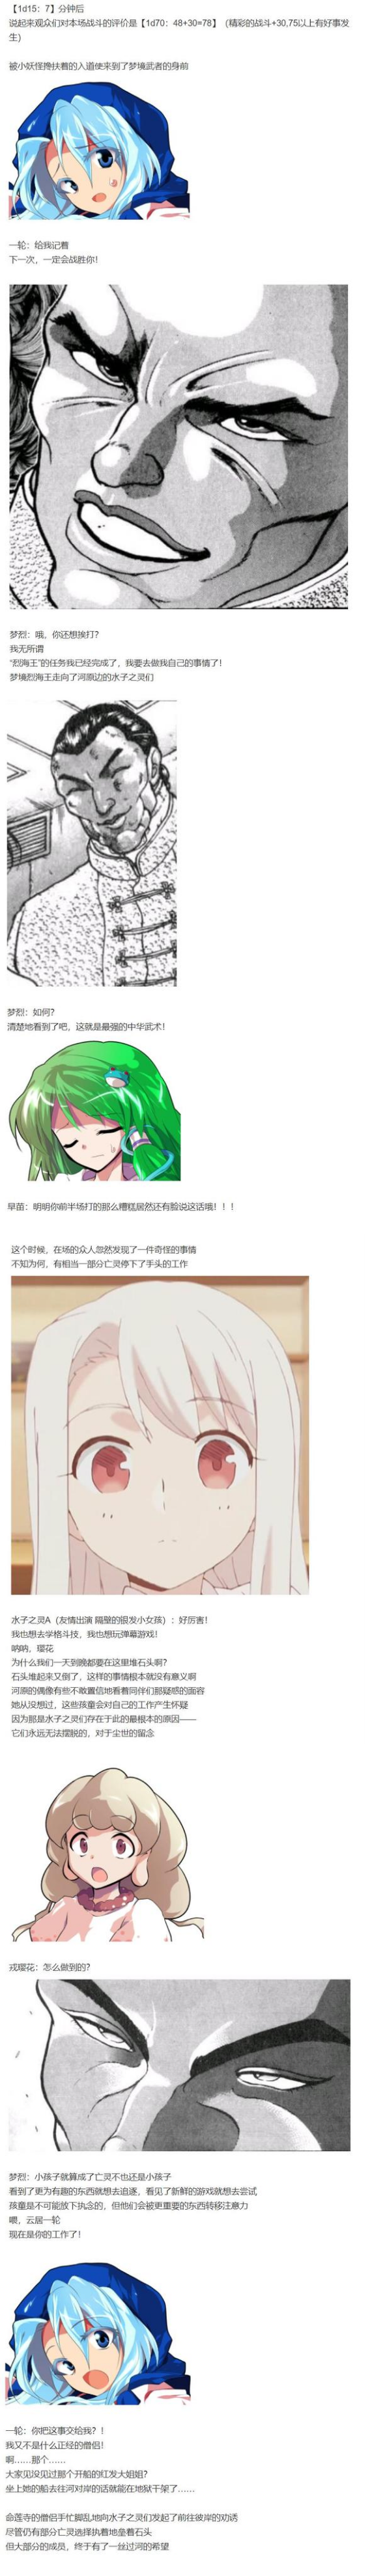 【1d15：7】分钟后
说起来观众们对本场战斗的评价是【1d70：48+30=78】（精彩的战斗+30,75以上有好事发
生）
被小妖怪搀扶着的入道使来到了梦境武者的身前
一轮：给我记着
下一次，一定会战胜你！
梦烈：哦，你还想挨打？
我无所谓
“烈海王”的任务我已经完成了，我要去做我自己的事情了！
梦境烈海王走向了河原边的水子之灵们
梦烈：如何？
清楚地看到了吧，这就是最强的中华武术！
早苗：明明你前半场打的那么糟糕居然还有脸说这话哦！！！
这个时候，在场的众人忽然发现了一件奇怪的事情
不知为何，有相当一部分亡灵停下了手头的工作
水子之灵A（友情出演 隔壁的银发小女孩）：好厉害！
我也想去学格斗技，我也想玩弹幕游戏！
呐呐，璎花
为什么我们一天到晚都要在这里堆石头啊？
石头堆起来又倒了，这样的事情根本就没有意义啊
河原的偶像有些不敢置信地看着同伴们那疑惑的面容
她从没想过，这些孩童会对自己的工作产生怀疑
因为那是水子之灵们存在于此的最根本的原因——
它们永远无法摆脱的，对于尘世的留念
戎璎花：怎么做到的？
梦烈：小孩子就算成了亡灵不也还是小孩子
看到了更为有趣的东西就想去追逐，看见了新鲜的游戏就想去尝试
孩童是不可能放下执念的，但他们会被更重要的东西转移注意力
喂，云居一轮
现在是你的工作了！
一轮：你把这事交给我？！
我又不是什么正经的僧侣！
啊……那个……
大家见没见过那个开船的红发大姐姐？
坐上她的船去往河对岸的话就能在地狱干架了……
命莲寺的僧侣手忙脚乱地向水子之灵们发起了前往彼岸的劝诱
尽管仍有部分亡灵选择执着地垒着石头
但大部分的成员，终于有了一丝过河的希望